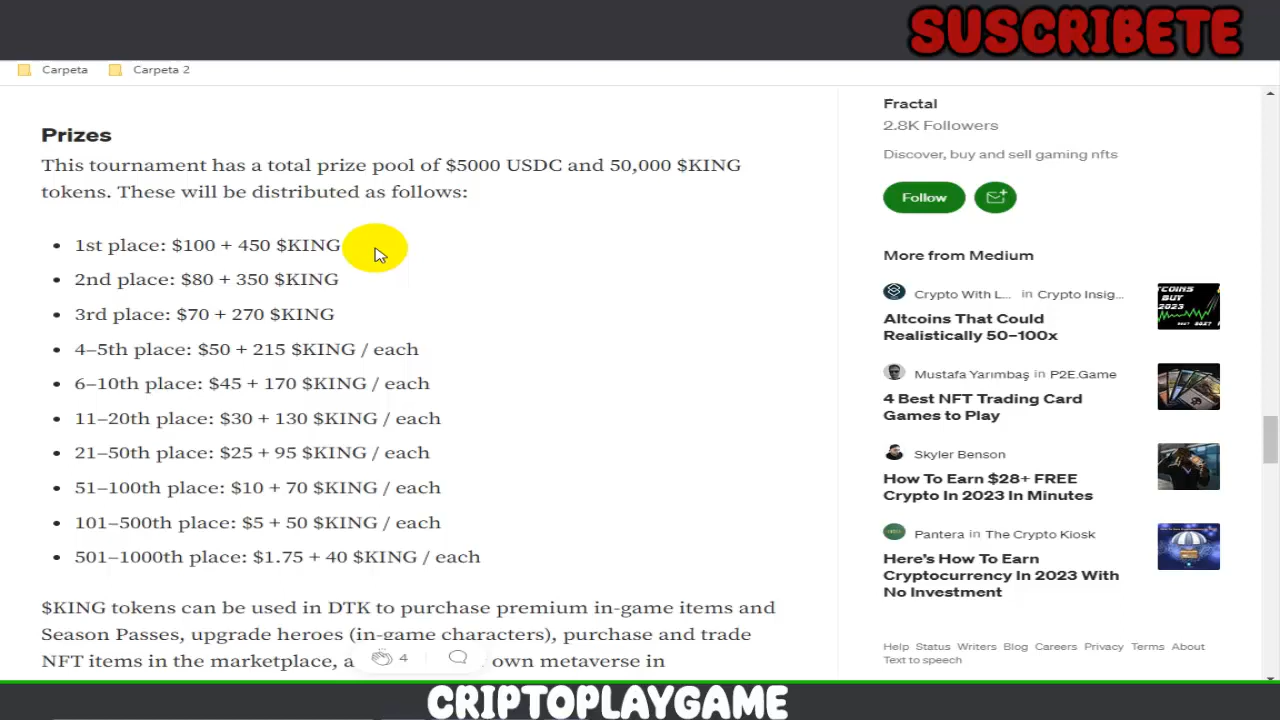 SUSCRIBETE
Carpeta
Carpeta 2
Prizes
This tournament has a total prize pool of $5000 USDC and 50,000 $KING
tokens. These will be distributed as follows:
• 1st place: $100 + 450 $KING
• 2nd place: $80 + 350 $KING
• 3rd place: $70 + 270 $KING
• 4–5th place: $50 + 215 $KING / each
• 6–10th place: $45 + 170 $KING / each
• 11–20th place: $30 + 130 $KING / each
• 21–50th place: $25 + 95 $KING / each
• 51–100th place: $10 + 70 $KING / each
• 101–500th place: $5 + 50 $KING / each
• 501–1000th place: $1.75 + 40 $KING / each
$KING tokens can be used in DTK to purchase premium in-game items and
Season Passes, upgrade heroes (in-game characters), purchase and trade
NFT items in the marketplace, a own metaverse in
4
Fractal
2.8K Followers
Discover, buy and sell gaming nfts
Follow
More from Medium
Crypto With L... in Crypto Insig...
Altcoins That Could
Realistically 50–100x
COINS
BUY
2023
Mustafa Yarımbaş in P2E.Game
4 Best NFT Trading Card
Games to Play
Skyler Benson
How To Earn $28+ FREE
Crypto In 2023 In Minutes
Pantera in The Crypto Kiosk
Here's How To Earn
Cryptocurrency In 2023 With
No Investment
Help Status Writers Blog Careers Privacy Terms About
Text to speech
CRIPTOPLAYGAME